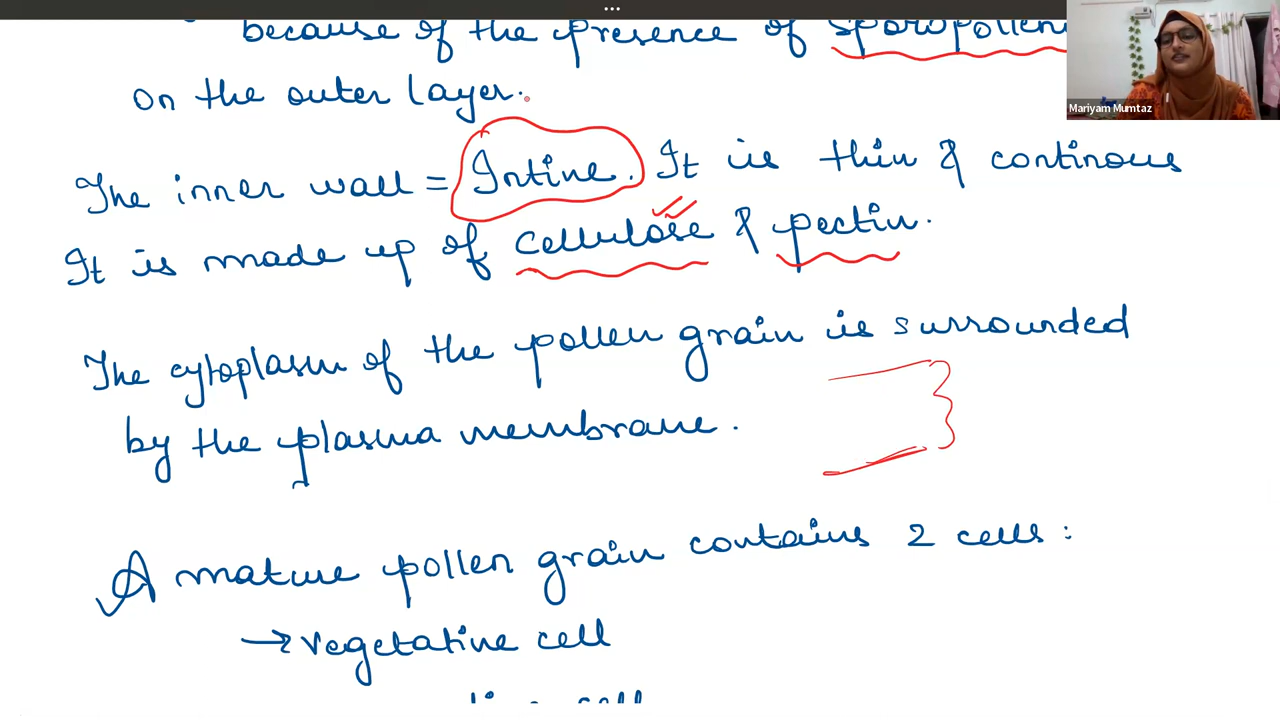 because of the presence of sporopolleni
on the outer layer.
Mariyam Mumtaz
The inner wall = Intine. It is thin & continous
It is made up of cellulose & pectin.
The cytoplasm of the pollen grain is surrounded
by the plasma membrane.
A mature pollen grain contains 2 cells:
→ vegetative cell
cell